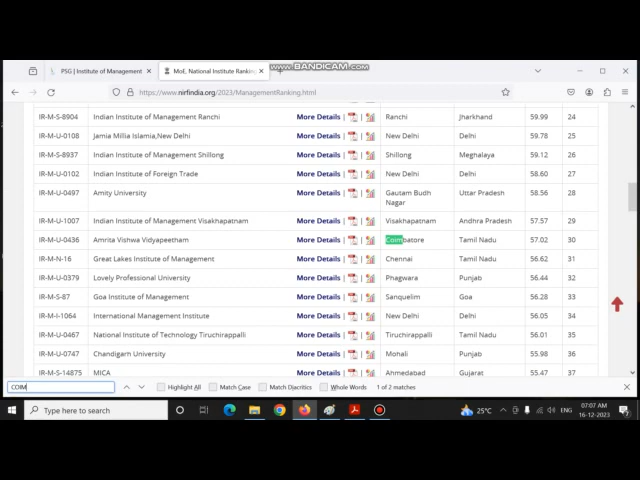 PSG | Institute of Management
MoE, National Institute Ranking
www.BANDICAM.com
https://www.nirfindia.org/2023/ManagementRanking.html
IR-M-S-8904 Indian Institute of Management Ranchi More Details | | Ranchi Jharkhand 59.99 24
IR-M-U-0108 Jamia Millia Islamia,New Delhi More Details | | New Delhi Delhi 59.78 25
IR-M-S-8937 Indian Institute of Management Shillong More Details | | Shillong Meghalaya 59.12 26
IR-M-U-0102 Indian Institute of Foreign Trade More Details | | New Delhi Delhi 58.60 27
IR-M-U-0497 Amity University More Details | | Gautam Budh Nagar Uttar Pradesh 58.56 28
IR-M-U-1007 Indian Institute of Management Visakhapatnam More Details | | Visakhapatnam Andhra Pradesh 57.57 29
IR-M-U-0436 Amrita Vishwa Vidyapeetham More Details | | Coimbatore Tamil Nadu 57.02 30
IR-M-N-16 Great Lakes Institute of Management More Details | | Chennai Tamil Nadu 56.62 31
IR-M-U-0379 Lovely Professional University More Details | | Phagwara Punjab 56.44 32
IR-M-S-87 Goa Institute of Management More Details | | Sanquelim Goa 56.28 33
IR-M-I-1064 International Management Institute More Details | | New Delhi Delhi 56.05 34
IR-M-U-0467 National Institute of Technology Tiruchirappalli More Details | | Tiruchirappalli Tamil Nadu 56.01 35
IR-M-U-0747 Chandigarh University More Details | | Mohali Punjab 55.98 36
IR-M-S-14875 MICA More Details | | Ahmedabad Gujarat 55.47 37
COIM Highlight All Match Case Match Diacritics Whole Words 1 of 2 matches
Type here to search 25°C ENG 07:07 AM
16-12-2023